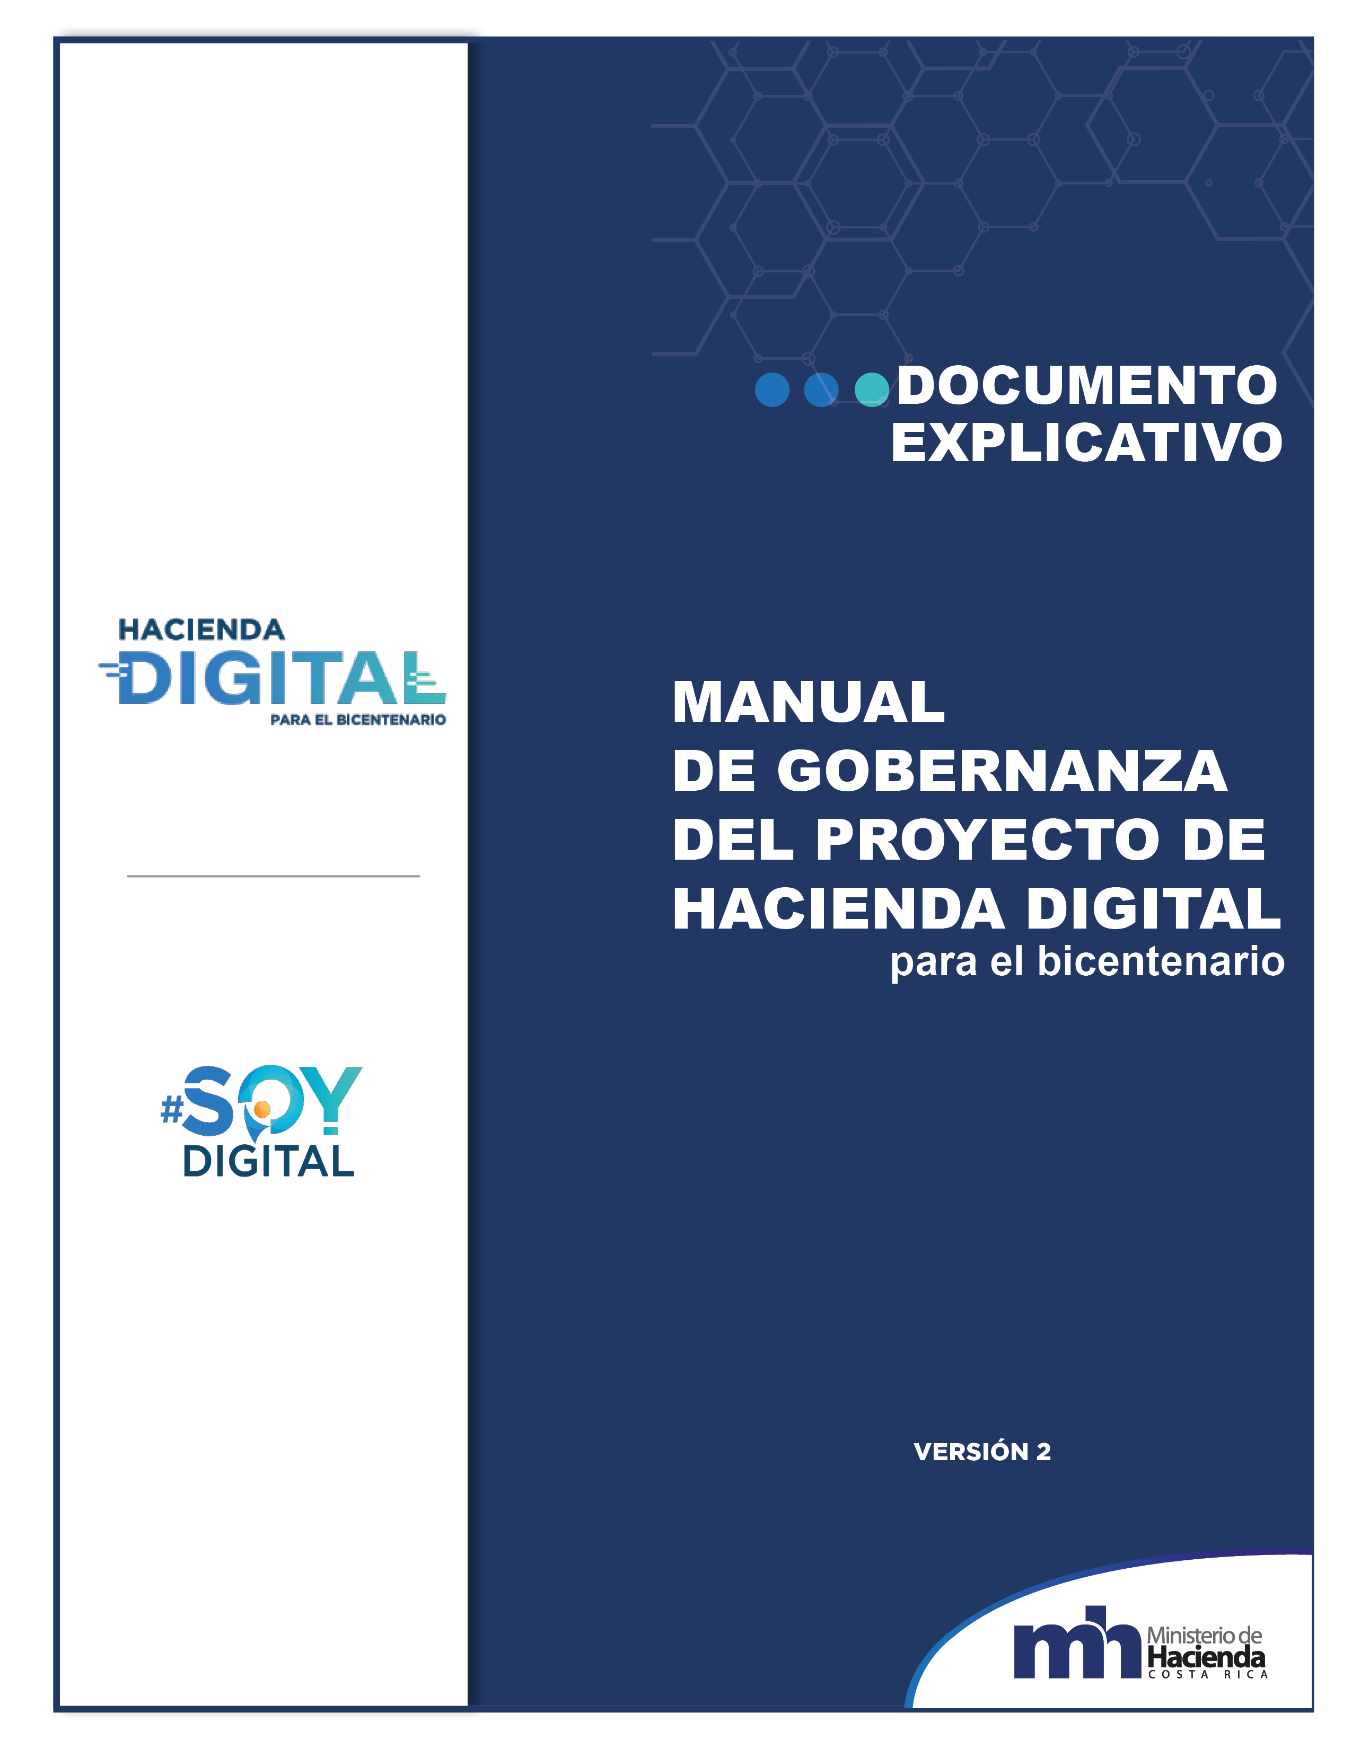 DOCUMENTO
EXPLICATIVO
HACIENDA
DIGITAL
PARA EL BICENTENARIO
MANUAL
DE GOBERNANZA
DEL PROYECTO DE
HACIENDA DIGITAL
para el bicentenario
#SOY
DIGITAL
VERSIÓN 2
mh
Ministerio de
Hacienda
COSTA RICA